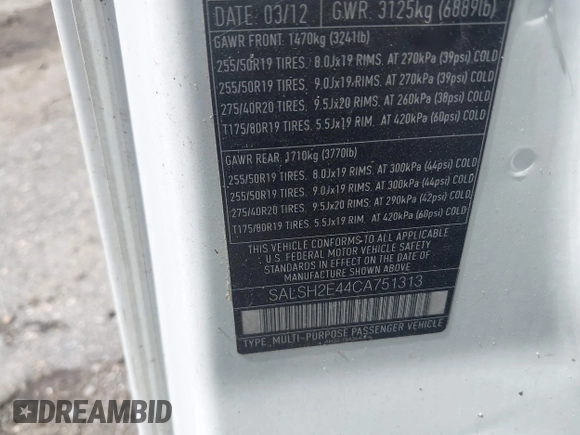 DATE: 03/12 GWR: 3125kg (6889lb)
GAWR FRONT: 1470kg (3241lb)
255/50R19 TIRES. 8.0Jx19 RIMS. AT 270kPa (39psi) COLD
255/50R19 TIRES. 9.0Jx19 RIMS. AT 270kPa (39psi) COLD
275/40R20 TIRES. 9.5Jx20 RIMS. AT 260kPa (38psi) COLD
T175/80R19 TIRES. 5.5Jx19 RIM. AT 420kPa (60psi) COLD
GAWR REAR: 1710kg (3770lb)
255/50R19 TIRES. 8.0Jx19 RIMS. AT 300kPa (44psi) COLD
255/50R19 TIRES. 9.0Jx19 RIMS. AT 300kPa (44psi) COLD
275/40R20 TIRES. 9.5Jx20 RIMS. AT 290kPa (42psi) COLD
T175/80R19 TIRES. 5.5Jx19 RIM. AT 420kPa (60psi) COLD
THIS VEHICLE CONFORMS TO ALL APPLICABLE
U.S. FEDERAL MOTOR VEHICLE SAFETY
STANDARDS IN EFFECT ON THE DATE OF
MANUFACTURE SHOWN ABOVE.
SALSH2E44CA751313
TYPE: MULTI-PURPOSE PASSENGER VEHICLE
DREAMBID